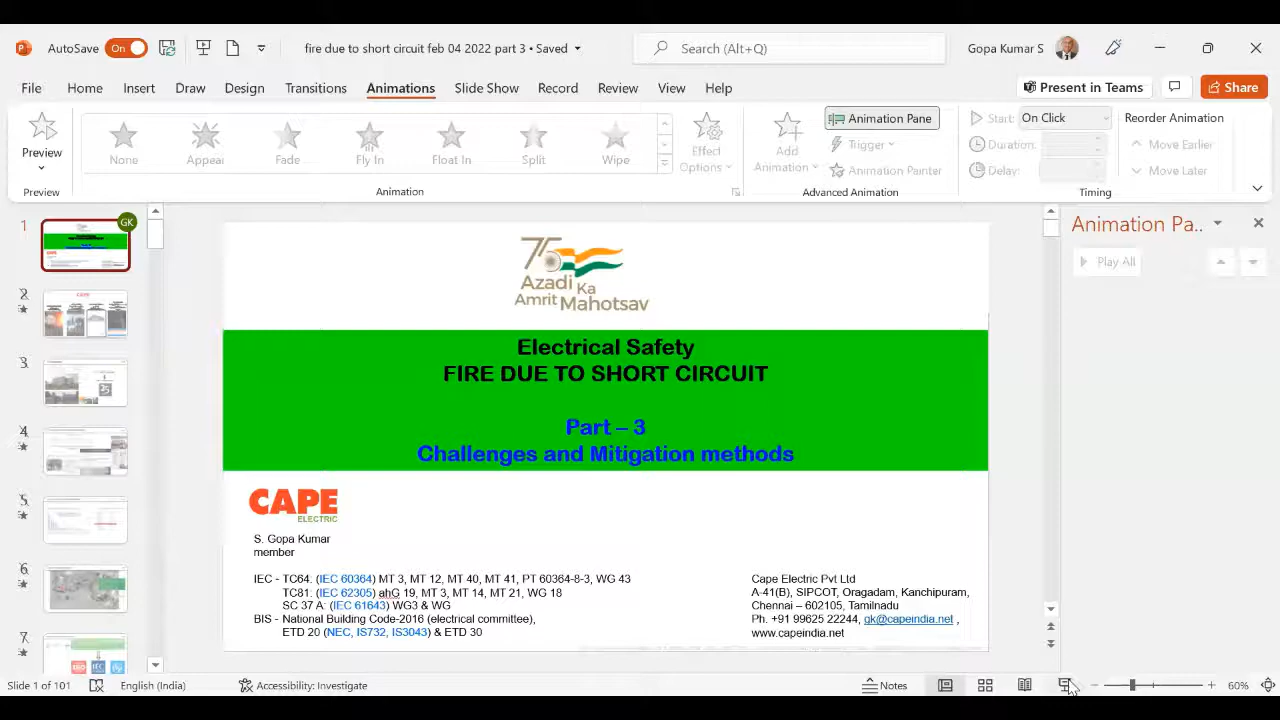 AutoSave On fire due to short circuit feb 04 2022 part 3 • Saved Search (Alt+Q) Gopa Kumar S
File Home Insert Draw Design Transitions Animations Slide Show Record Review View Help Present in Teams Share
Preview
None Appear Fade Fly In Float In Split Wipe
Effect Options
Add Animation
Animation Pane
Trigger
Animation Painter
Start: On Click
Duration:
Delay:
Reorder Animation
Move Earlier
Move Later
Preview Animation Advanced Animation Timing
1
GK
2
3
4
5
6
7
75
Azadi Ka
Amrit Mahotsav
Electrical Safety
FIRE DUE TO SHORT CIRCUIT
Part – 3
Challenges and Mitigation methods
CAPE
ELECTRIC
S. Gopa Kumar
member
IEC - TC64. (IEC 60364) MT 3, MT 12, MT 40, MT 41, PT 60364-8-3, WG 43
TC81. (IEC 62305) ahG 19, MT 3, MT 14, MT 21, WG 18
SC 37 A: (IEC 61643) WG3 & WG
BIS - National Building Code-2016 (electrical committee),
ETD 20 (NEC, IS732, IS3043) & ETD 30
Cape Electric Pvt Ltd
A-41(B), SIPCOT, Oragadam, Kanchipuram,
Chennai – 602105, Tamilnadu
Ph. +91 99625 22244, gk@capeindia.net ,
www.capeindia.net
Animation Pa..
Play All
Slide 1 of 101 English (India) Accessibility: Investigate Notes 60%